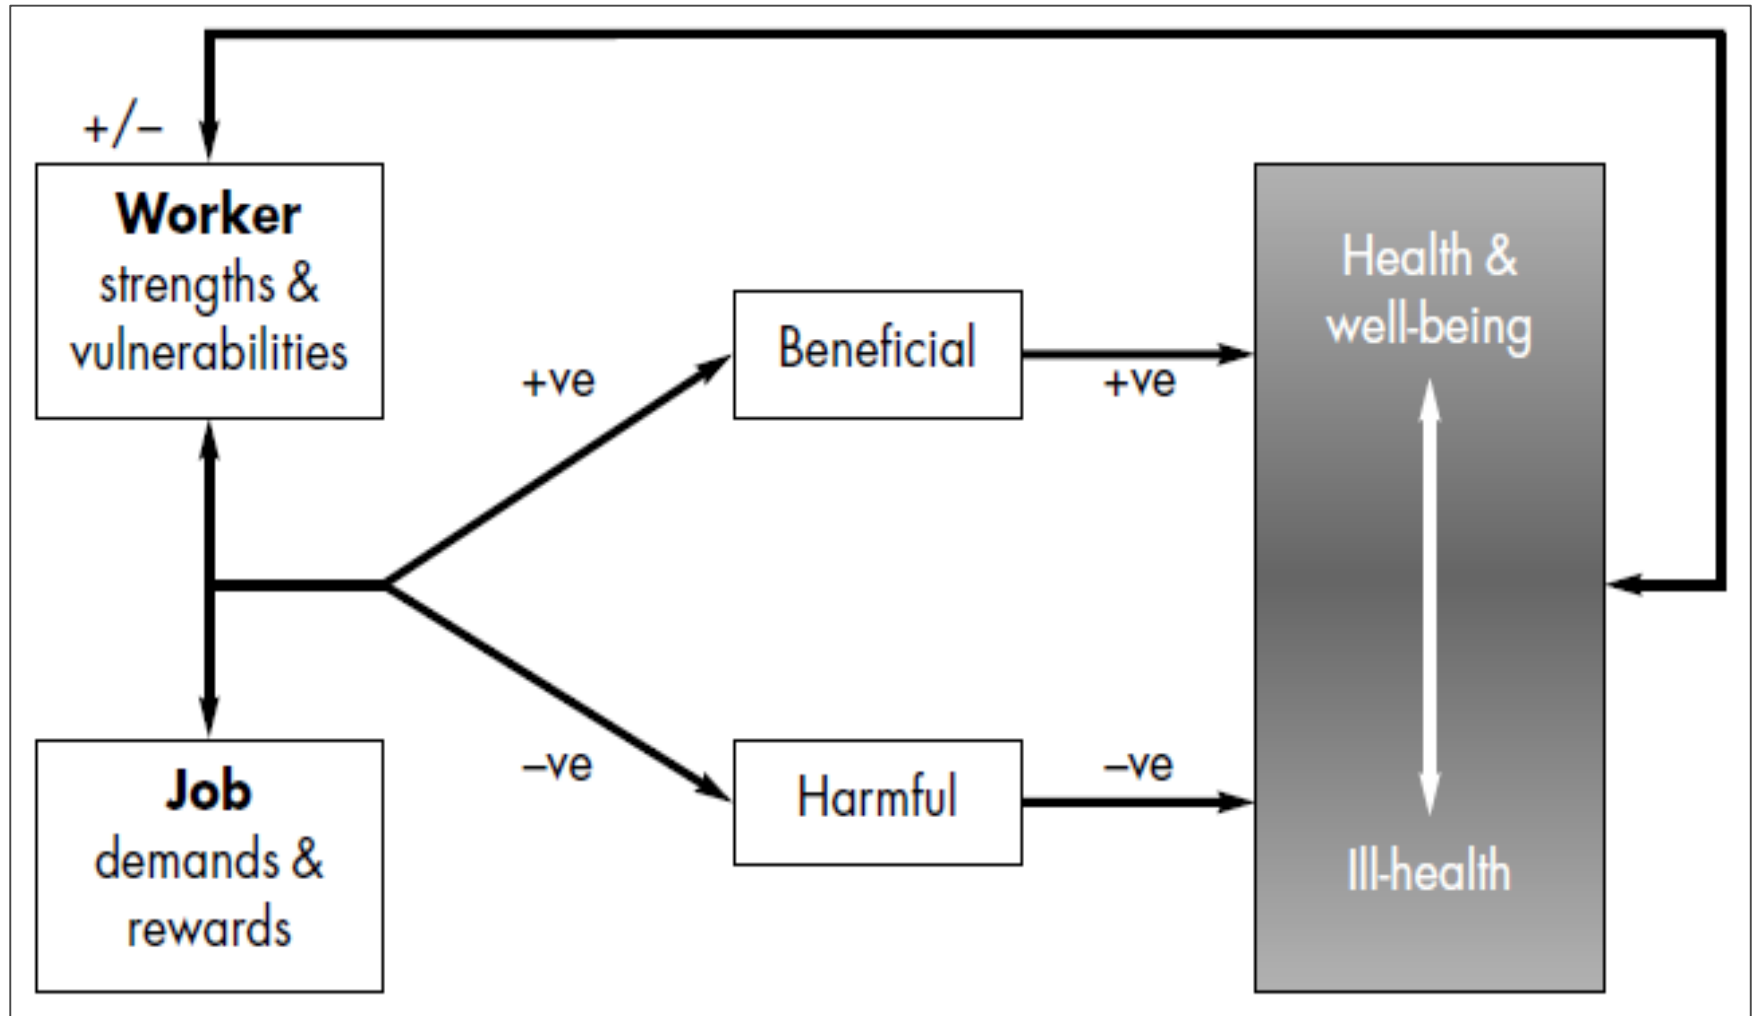 +/–
Worker
strengths &
vulnerabilities
+ve
Beneficial
+ve
Health &
well-being
Job
demands &
rewards
–ve
Harmful
–ve
Ill-health